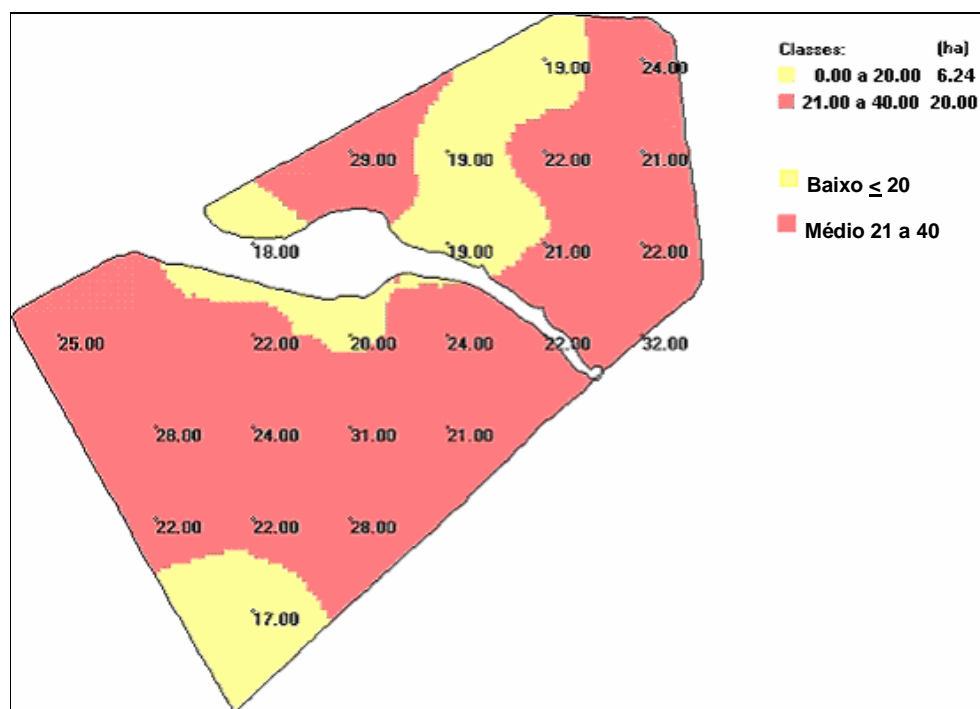 Classes: (ha)
0.00 a 20.00 6.24
21.00 a 40.00 20.00
Baixo ≤ 20
Médio 21 a 40
19.00 24.00
29.00 19.00 22.00 21.00
18.00 19.00 21.00 22.00
25.00 22.00 20.00 24.00 22.00 32.00
28.00 24.00 31.00 21.00
22.00 22.00 28.00
17.00